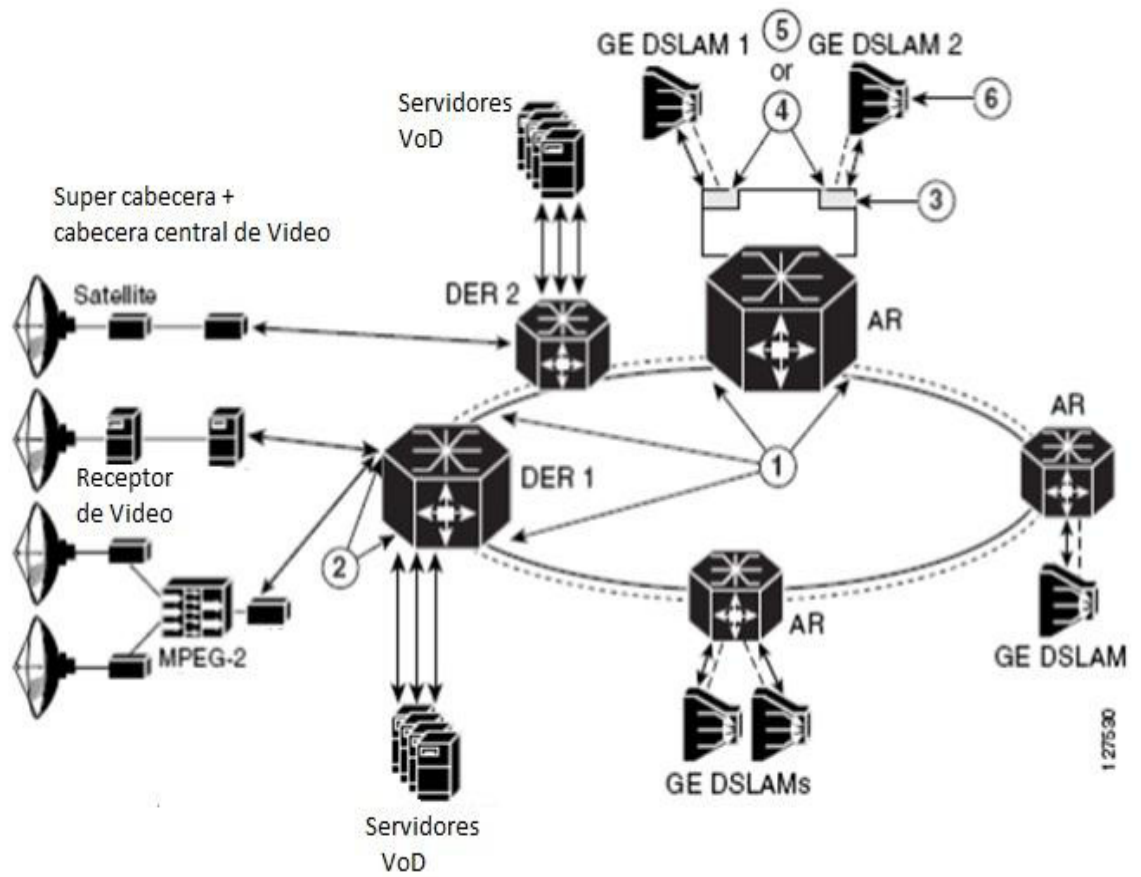 GE DSLAM 1
5
or
4
GE DSLAM 2
6
Servidores
VoD
3
Super cabecera +
cabecera central de Video
Satellite
DER 2
AR
AR
Receptor
de Video
DER 1
1
2
MPEG-2
AR
GE DSLAM
GE DSLAMs
127530
Servidores
VoD